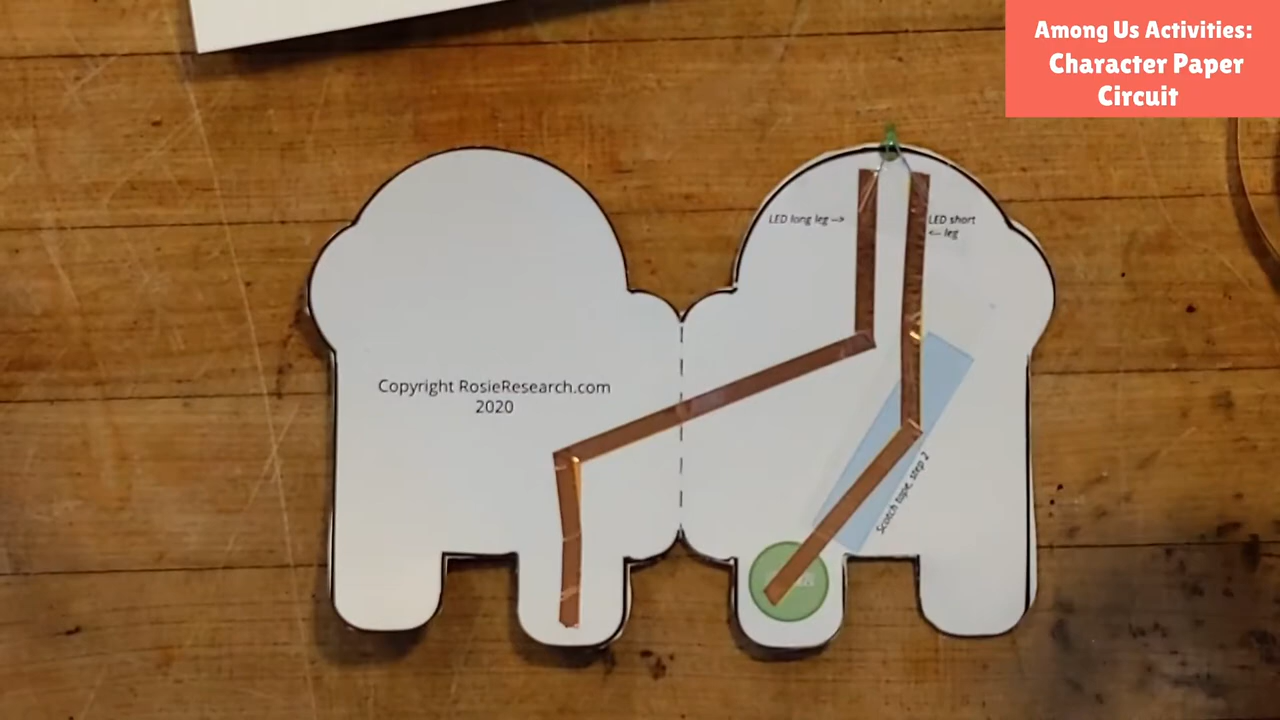 Among Us Activities:
Character Paper
Circuit
LED long leg -->
LED short
<-- leg
Copyright RosieResearch.com
2020
Scotch tape, step 2